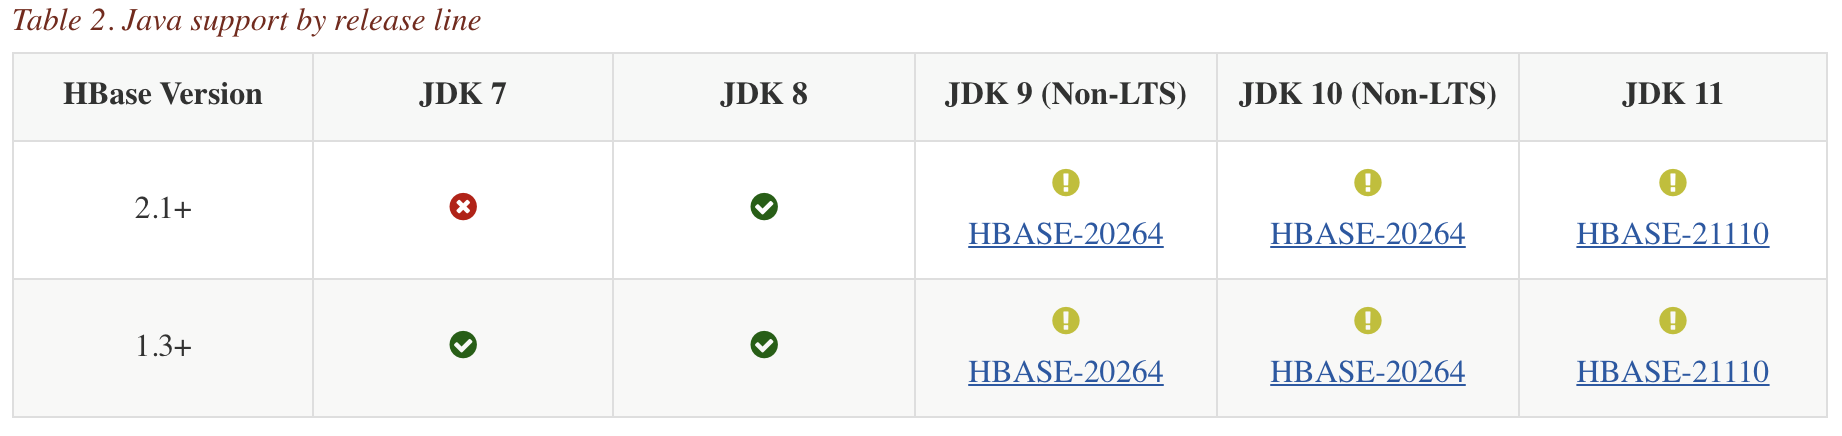 Table 2. Java support by release line
HBase Version JDK 7 JDK 8 JDK 9 (Non-LTS) JDK 10 (Non-LTS) JDK 11
2.1+
HBASE-20264 HBASE-20264 HBASE-21110
1.3+
HBASE-20264 HBASE-20264 HBASE-21110